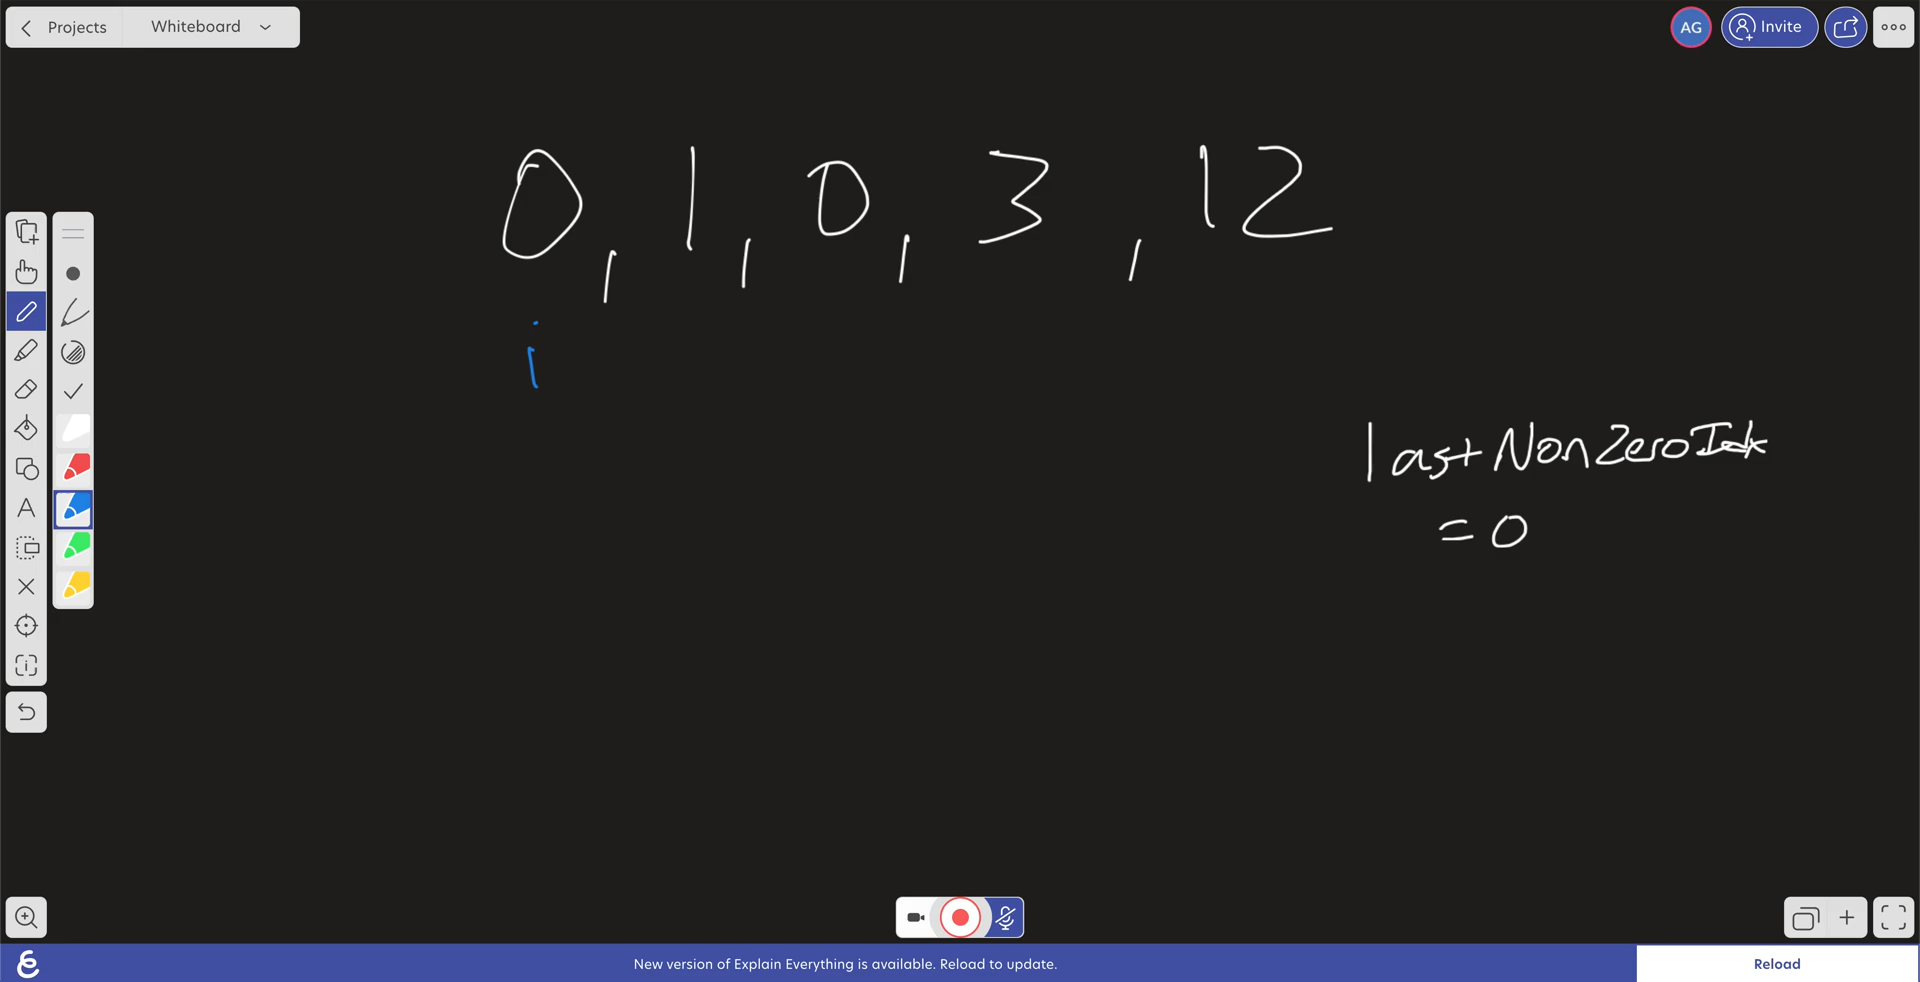 Projects
Whiteboard
AG
Invite
0, 1, 0, 3, 12
i
lastNonZeroIdx
= 0
A
New version of Explain Everything is available. Reload to update.
Reload